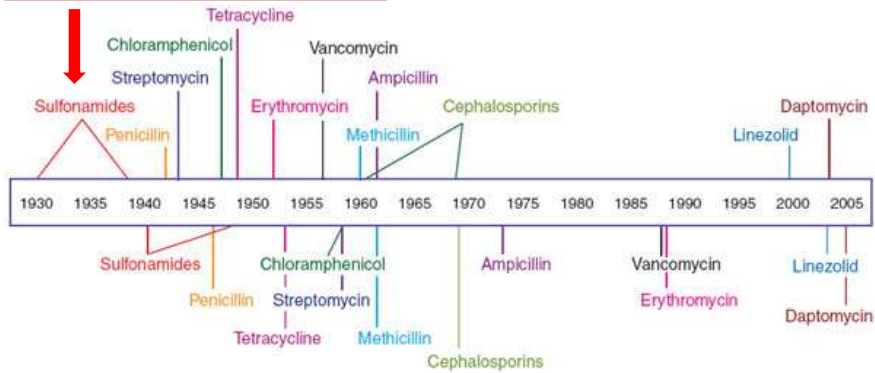 Tetracycline
Chloramphenicol
Vancomycin
Streptomycin
Ampicillin
Sulfonamides
Erythromycin
Cephalosporins
Daptomycin
Penicillin
Methicillin
Linezolid
1930 1935 1940 1945 1950 1955 1960 1965 1970 1975 1980 1985 1990 1995 2000 2005
Sulfonamides Chloramphenicol Ampicillin Vancomycin Linezolid
Penicillin Streptomycin Erythromycin
Daptomycin
Tetracycline Methicillin
Cephalosporins